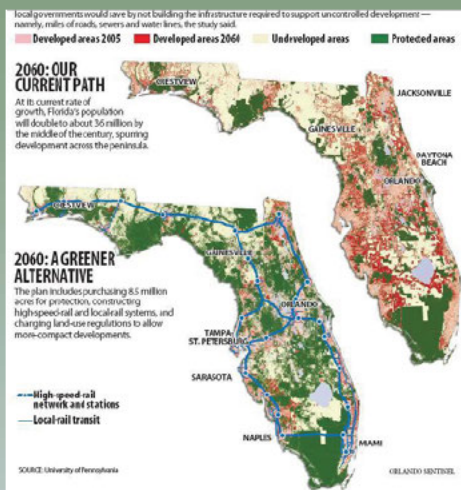 local governments would save by not building the infrastructure required to support uncontrolled development —
namely, miles of roads, sewers and water lines, the study said.
Developed areas 2005 Developed areas 2060 Undeveloped areas Protected areas
2060: OUR
CURRENT PATH
At its current rate of
growth, Florida's population
will double to about 36 million by
the middle of the century, spurring
development across the peninsula.
CRESTVIEW
JACKSONVILLE
GAINESVILLE
DAYTONA
BEACH
ORLANDO
CRESTVIEW
GAINESVILLE
2060: A GREENER
ALTERNATIVE
The plan includes purchasing 8.5 million
acres for protection, constructing
high-speed-rail and local-rail systems, and
changing land-use regulations to allow
more-compact developments.
ORLANDO
TAMPA
ST. PETERSBURG
SARASOTA
High-speed-rail
network and stations
Local-rail transit
NAPLES
MIAMI
SOURCE: University of Pennsylvania
ORLANDO SENTINEL